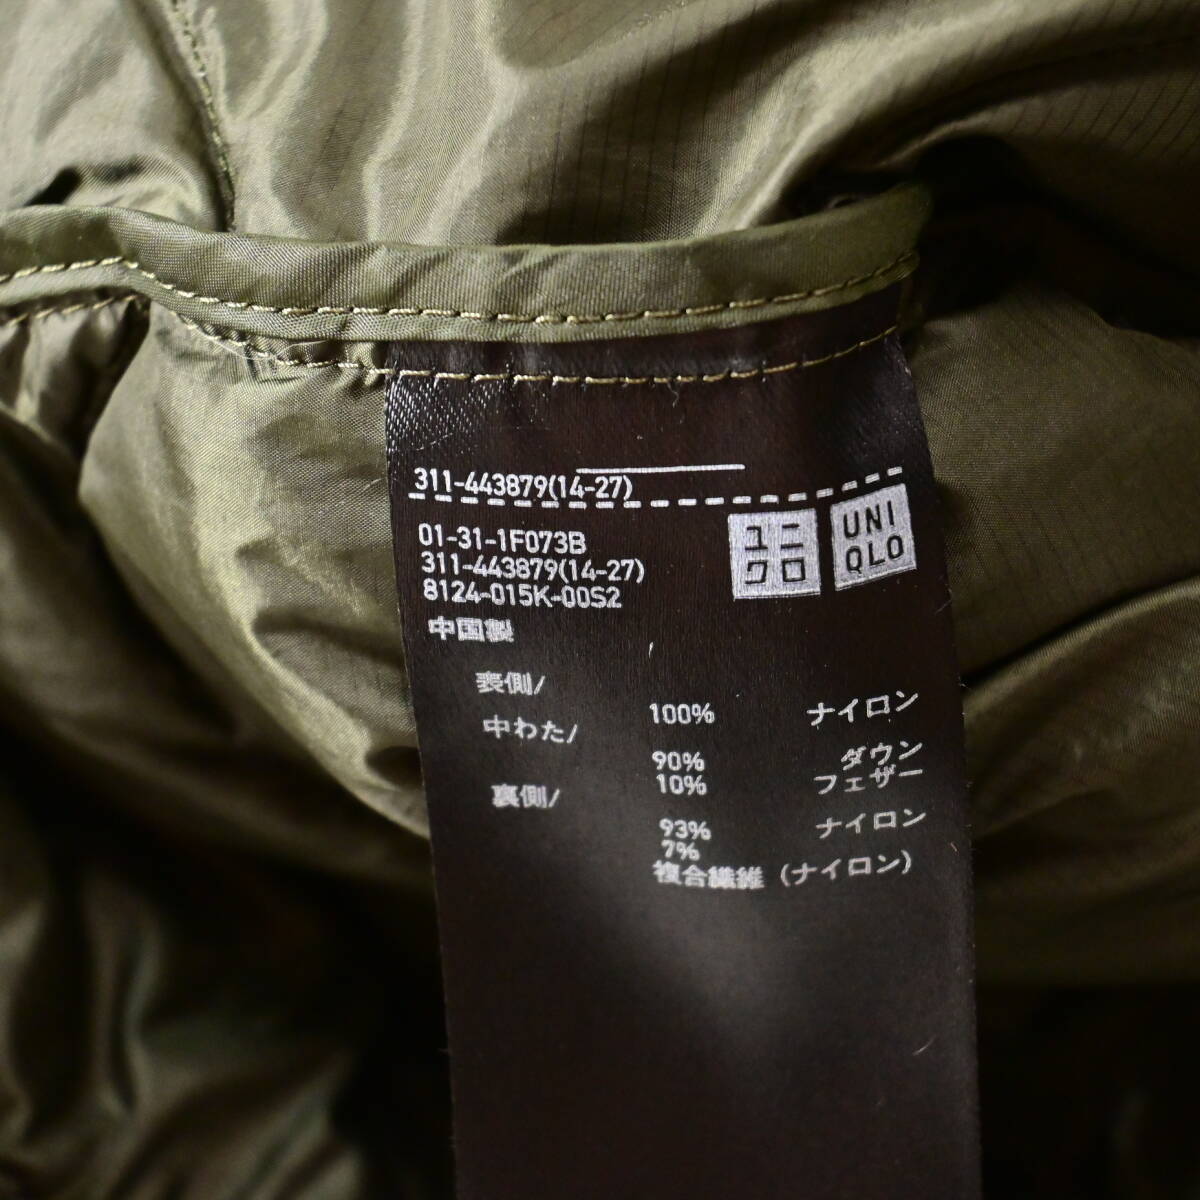 311-443879(14-27)
01-31-1F073B
311-443879(14-27)
8124-015K-00S2
中国製
ユニ
クロ
UNI
QLO
表側/
100% ナイロン
中わた/
90% ダウン
10% フェザー
裏側/
93% ナイロン
7%
複合繊維 (ナイロン)